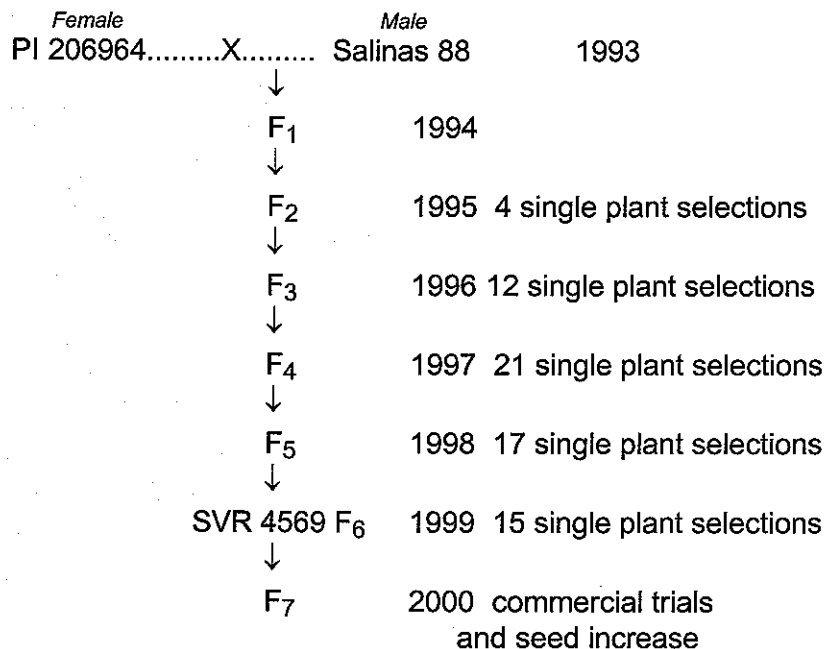 Female Male
PI 206964.........X......... Salinas 88 1993
↓
F1 1994
↓
F2 1995 4 single plant selections
↓
F3 1996 12 single plant selections
↓
F4 1997 21 single plant selections
↓
F5 1998 17 single plant selections
↓
SVR 4569 F6 1999 15 single plant selections
↓
F7 2000 commercial trials
and seed increase